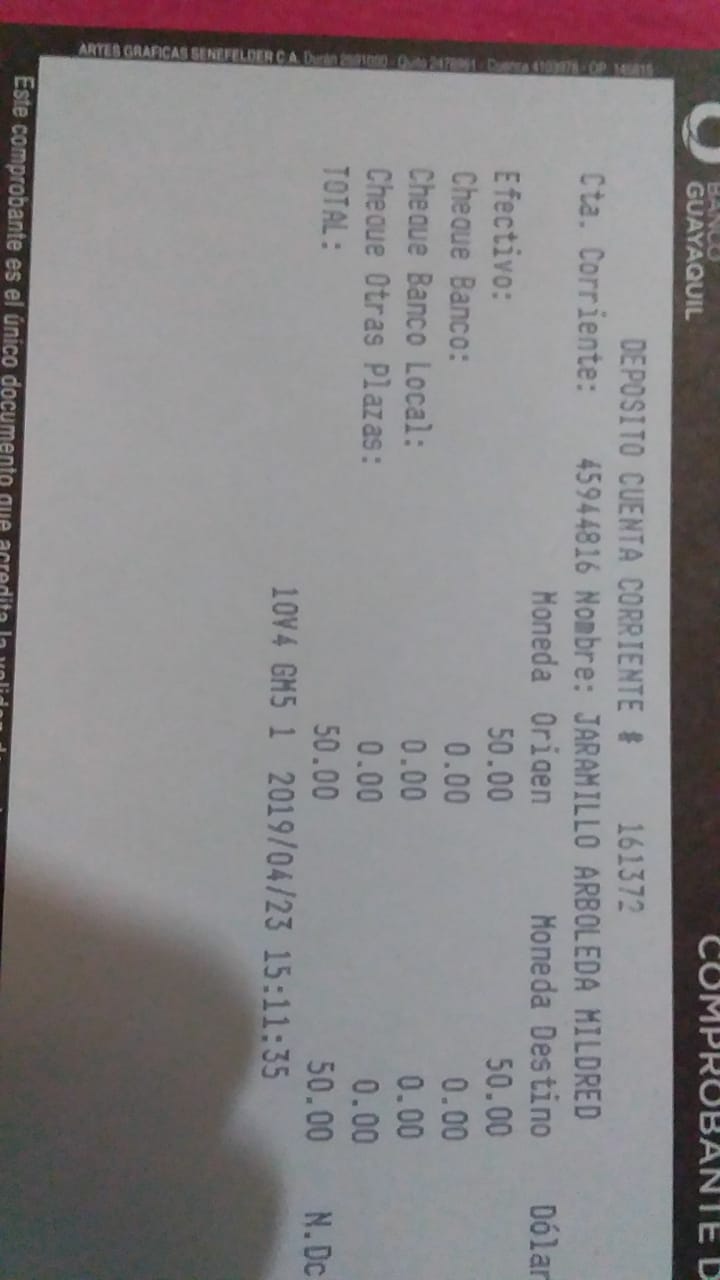 BANCO
GUAYAQUIL
COMPROBANTE D
DEPOSITO CUENTA CORRIENTE # 161372
Cta. Corriente: 45944816 Nombre: JARAMILLO ARBOLEDA MILDRED
Moneda Origen Moneda Destino Dólar
Efectivo: 50.00 50.00
Cheque Banco: 0.00 0.00
Cheque Banco Local: 0.00 0.00
Cheque Otras Plazas: 0.00 0.00
TOTAL: 50.00 50.00 N.Dc
10V4 GM5 1 2019/04/23 15:11:35
Este comprobante es el único documento que acredita la validez
ARTES GRAFICAS SENEFELDER C.A.